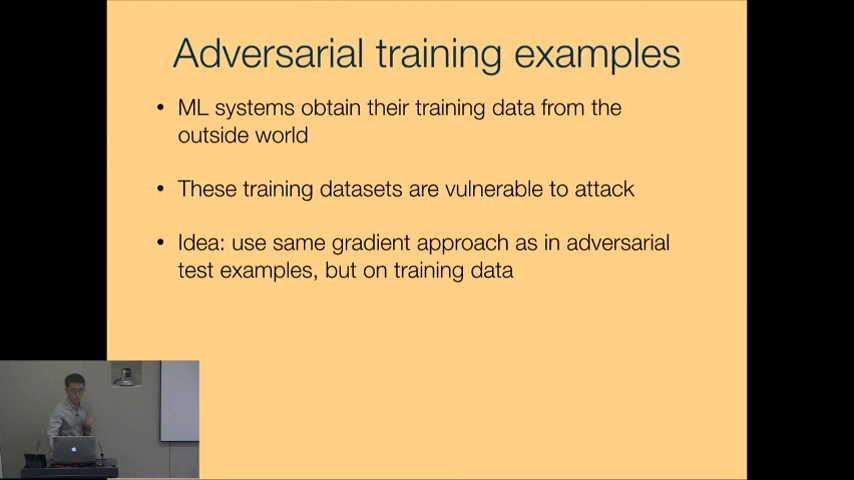 Adversarial training examples
• ML systems obtain their training data from the
outside world
• These training datasets are vulnerable to attack
• Idea: use same gradient approach as in adversarial
test examples, but on training data